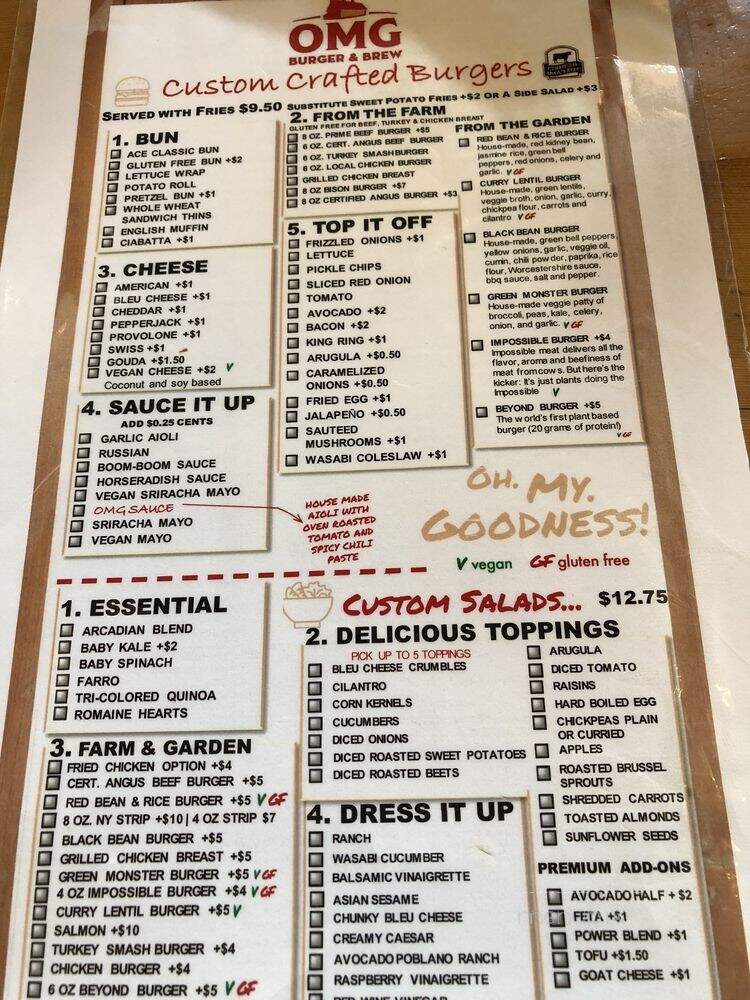 OMG
BURGER & BREW
Custom Crafted Burgers
SERVED WITH FRIES $9.50 SUBSTITUTE SWEET POTATO FRIES +$2 OR A SIDE SALAD +$3
1. BUN
ACE CLASSIC BUN
GLUTEN FREE BUN +$2
LETTUCE WRAP
POTATO ROLL
PRETZEL BUN +$1
WHOLE WHEAT
SANDWICH THINS
ENGLISH MUFFIN
CIABATTA +$1
2. FROM THE FARM
GLUTEN FREE FOR BEEF, TURKEY & CHICKEN BREAST
8 OZ. PRIME BEEF BURGER +$5
6 OZ. CERT. ANGUS BEEF BURGER
6 OZ. TURKEY SMASH BURGER
6 OZ. LOCAL CHICKEN BURGER
GRILLED CHICKEN BREAST
8 OZ BISON BURGER +$7
8 OZ CERTIFIED ANGUS BURGER +$3
FROM THE GARDEN
RED BEAN & RICE BURGER
House-made, red kidney bean,
jasmine rice, green bell
peppers, red onions, celery and
garlic. V GF
CURRY LENTIL BURGER
House-made, green lentils,
veggie broth, onion, garlic, curry,
chickpea flour, carrots and
cilantro V GF
BLACK BEAN BURGER
House-made, green bell peppers,
yellow onions, garlic, veggie oil,
cumin, chili powder, paprika, rice
flour, Worcestershire sauce,
bbq sauce, salt and pepper.
GREEN MONSTER BURGER
House-made veggie patty of
broccoli, peas, kale, celery,
onion, and garlic. V GF
IMPOSSIBLE BURGER +$4
Impossible meat delivers all the
flavor, aroma and beefiness of
meat from cows. But here's the
kicker: It's just plants doing the
Impossible V
BEYOND BURGER +$5
The world's first plant based
burger (20 grams of protein!)
V GF
3. CHEESE
AMERICAN +$1
BLEU CHEESE +$1
CHEDDAR +$1
PEPPERJACK +$1
PROVOLONE +$1
SWISS +$1
GOUDA +$1.50
VEGAN CHEESE +$2 V
Coconut and soy based
5. TOP IT OFF
FRIZZLED ONIONS +$1
LETTUCE
PICKLE CHIPS
SLICED RED ONION
TOMATO
AVOCADO +$2
BACON +$2
KING RING +$1
ARUGULA +$0.50
CARAMELIZED
ONIONS +$0.50
FRIED EGG +$1
JALAPEÑO +$0.50
SAUTEED
MUSHROOMS +$1
WASABI COLESLAW +$1
4. SAUCE IT UP
ADD $0.25 CENTS
GARLIC AIOLI
RUSSIAN
BOOM-BOOM SAUCE
HORSERADISH SAUCE
VEGAN SRIRACHA MAYO
OMG SAUCE
SRIRACHA MAYO
VEGAN MAYO
HOUSE MADE
AIOLI WITH
OVEN ROASTED
TOMATO AND
SPICY CHILI
PASTE
OH. MY.
GOODNESS!
V vegan GF gluten free
CUSTOM SALADS... $12.75
1. ESSENTIAL
ARCADIAN BLEND
BABY KALE +$2
BABY SPINACH
FARRO
TRI-COLORED QUINOA
ROMAINE HEARTS
2. DELICIOUS TOPPINGS
PICK UP TO 5 TOPPINGS
BLEU CHEESE CRUMBLES
CILANTRO
CORN KERNELS
CUCUMBERS
DICED ONIONS
DICED ROASTED SWEET POTATOES
DICED ROASTED BEETS
ARUGULA
DICED TOMATO
RAISINS
HARD BOILED EGG
CHICKPEAS PLAIN
OR CURRIED
APPLES
ROASTED BRUSSEL
SPROUTS
SHREDDED CARROTS
TOASTED ALMONDS
SUNFLOWER SEEDS
3. FARM & GARDEN
FRIED CHICKEN OPTION +$4
CERT. ANGUS BEEF BURGER +$5
RED BEAN & RICE BURGER +$5 V GF
8 OZ. NY STRIP +$10 | 4 OZ STRIP $7
BLACK BEAN BURGER +$5
GRILLED CHICKEN BREAST +$5
GREEN MONSTER BURGER +$5 V GF
4 OZ IMPOSSIBLE BURGER +$4 V GF
CURRY LENTIL BURGER +$5 V
SALMON +$10
TURKEY SMASH BURGER +$4
CHICKEN BURGER +$4
6 OZ BEYOND BURGER +$5 V GF
4. DRESS IT UP
RANCH
WASABI CUCUMBER
BALSAMIC VINAIGRETTE
ASIAN SESAME
CHUNKY BLEU CHEESE
CREAMY CAESAR
AVOCADO POBLANO RANCH
RASPBERRY VINAIGRETTE
RED WINE VINEGAR
PREMIUM ADD-ONS
AVOCADO HALF + $2
FETA +$1
POWER BLEND +$1
TOFU +$1.50
GOAT CHEESE +$1